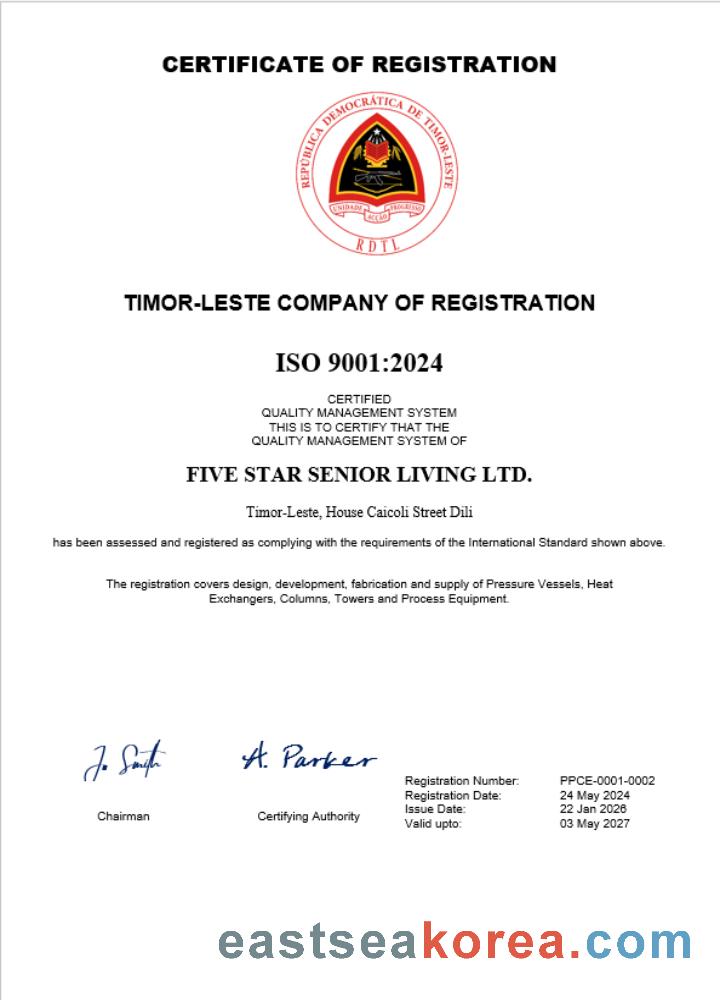 CERTIFICATE OF REGISTRATION
REPÚBLICA DEMOCRÁTICA DE TIMOR-LESTE
UNIDADE ACÇÃO PROGRESSO
RDTL
TIMOR-LESTE COMPANY OF REGISTRATION
ISO 9001:2024
CERTIFIED
QUALITY MANAGEMENT SYSTEM
THIS IS TO CERTIFY THAT THE
QUALITY MANAGEMENT SYSTEM OF
FIVE STAR SENIOR LIVING LTD.
Timor-Leste, House Caicoli Street Dili
has been assessed and registered as complying with the requirements of the International Standard shown above.
The registration covers design, development, fabrication and supply of Pressure Vessels, Heat
Exchangers, Columns, Towers and Process Equipment.
J. Smith
A. Parker
Chairman
Certifying Authority
Registration Number: PPCE-0001-0002
Registration Date: 24 May 2024
Issue Date: 22 Jan 2026
Valid upto: 03 May 2027
eastseakorea.com